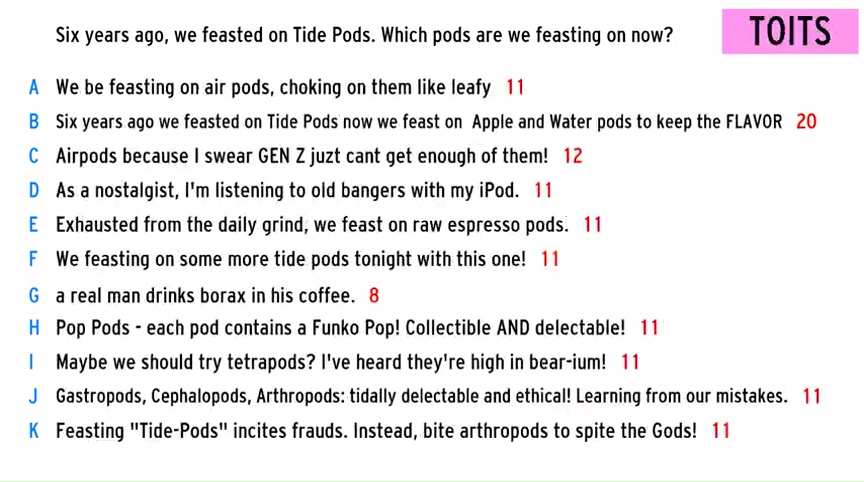 Six years ago, we feasted on Tide Pods. Which pods are we feasting on now?
TOITS
A We be feasting on air pods, choking on them like leafy 11
B Six years ago we feasted on Tide Pods now we feast on Apple and Water pods to keep the FLAVOR 20
C Airpods because I swear GEN Z juzt cant get enough of them! 12
D As a nostalgist, I'm listening to old bangers with my iPod. 11
E Exhausted from the daily grind, we feast on raw espresso pods. 11
F We feasting on some more tide pods tonight with this one! 11
G a real man drinks borax in his coffee. 8
H Pop Pods - each pod contains a Funko Pop! Collectible AND delectable! 11
I Maybe we should try tetrapods? I've heard they're high in bear-ium! 11
J Gastropods, Cephalopods, Arthropods: tidally delectable and ethical! Learning from our mistakes. 11
K Feasting "Tide-Pods" incites frauds. Instead, bite arthropods to spite the Gods! 11